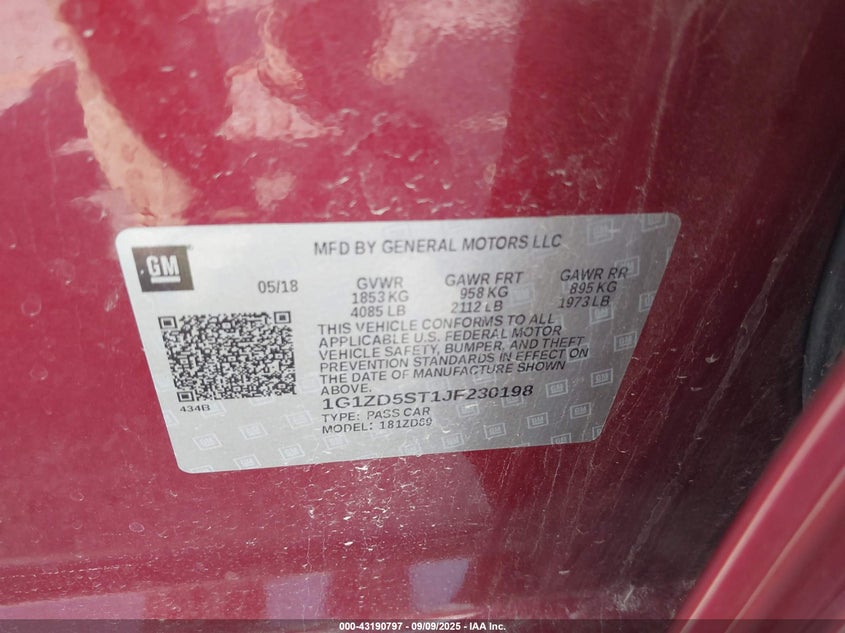 GM
MFD BY GENERAL MOTORS LLC
05/18
GVWR
1853 KG
4085 LB
GAWR FRT
958 KG
2112 LB
GAWR RR
895 KG
1973 LB
THIS VEHICLE CONFORMS TO ALL
APPLICABLE U.S. FEDERAL MOTOR
VEHICLE SAFETY, BUMPER, AND THEFT
PREVENTION STANDARDS IN EFFECT ON
THE DATE OF MANUFACTURE SHOWN
ABOVE.
434B
1G1ZD5ST1JF230198
TYPE: PASS CAR
MODEL: 181ZD69
000-43190797 - 09/09/2025 - IAA Inc.